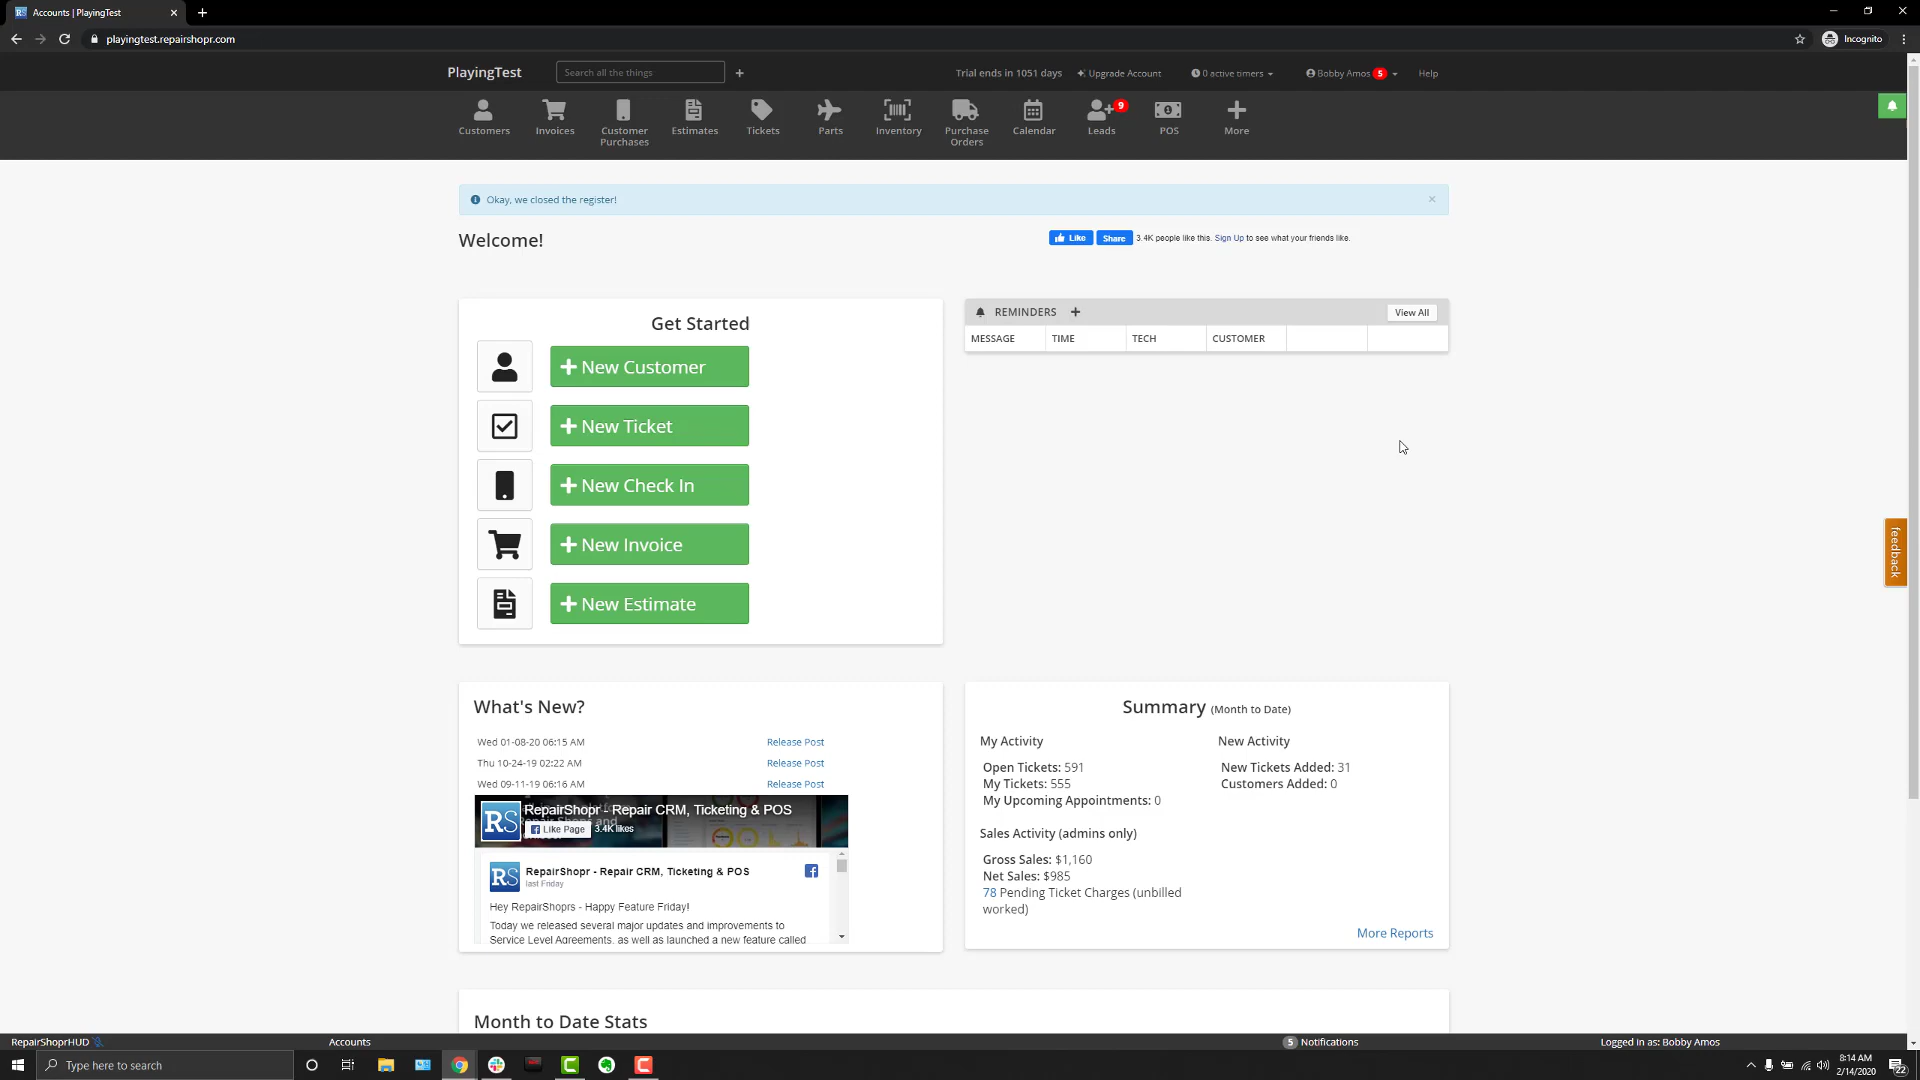 Accounts | PlayingTest
playingtest.repairshopr.com
Incognito
PlayingTest
Search all the things
Trial ends in 1051 days
Upgrade Account
0 active timers
Bobby Amos 5
Help
Customers
Invoices
Customer
Purchases
Estimates
Tickets
Parts
Inventory
Purchase
Orders
Calendar
9
Leads
POS
More
Okay, we closed the register!
Welcome!
Like
Share
3.4K people like this. Sign Up to see what your friends like.
Get Started
New Customer
New Ticket
New Check In
New Invoice
New Estimate
REMINDERS
View All
MESSAGE TIME TECH CUSTOMER
feedback
What's New?
Wed 01-08-20 06:15 AM Release Post
Thu 10-24-19 02:22 AM Release Post
Wed 09-11-19 06:16 AM Release Post
RS
RepairShopr - Repair CRM, Ticketing & POS
Like Page 3.4K likes
RS
RepairShopr - Repair CRM, Ticketing & POS
last Friday
Hey RepairShoprs - Happy Feature Friday!
Today we released several major updates and improvements to
Service Level Agreements, as well as launched a new feature called
Summary (Month to Date)
My Activity
Open Tickets: 591
My Tickets: 555
My Upcoming Appointments: 0
New Activity
New Tickets Added: 31
Customers Added: 0
Sales Activity (admins only)
Gross Sales: $1,160
Net Sales: $985
78 Pending Ticket Charges (unbilled
worked)
More Reports
Month to Date Stats
RepairShoprHUD
Accounts
5 Notifications
Logged in as: Bobby Amos
Type here to search
8:14 AM
2/14/2020
22